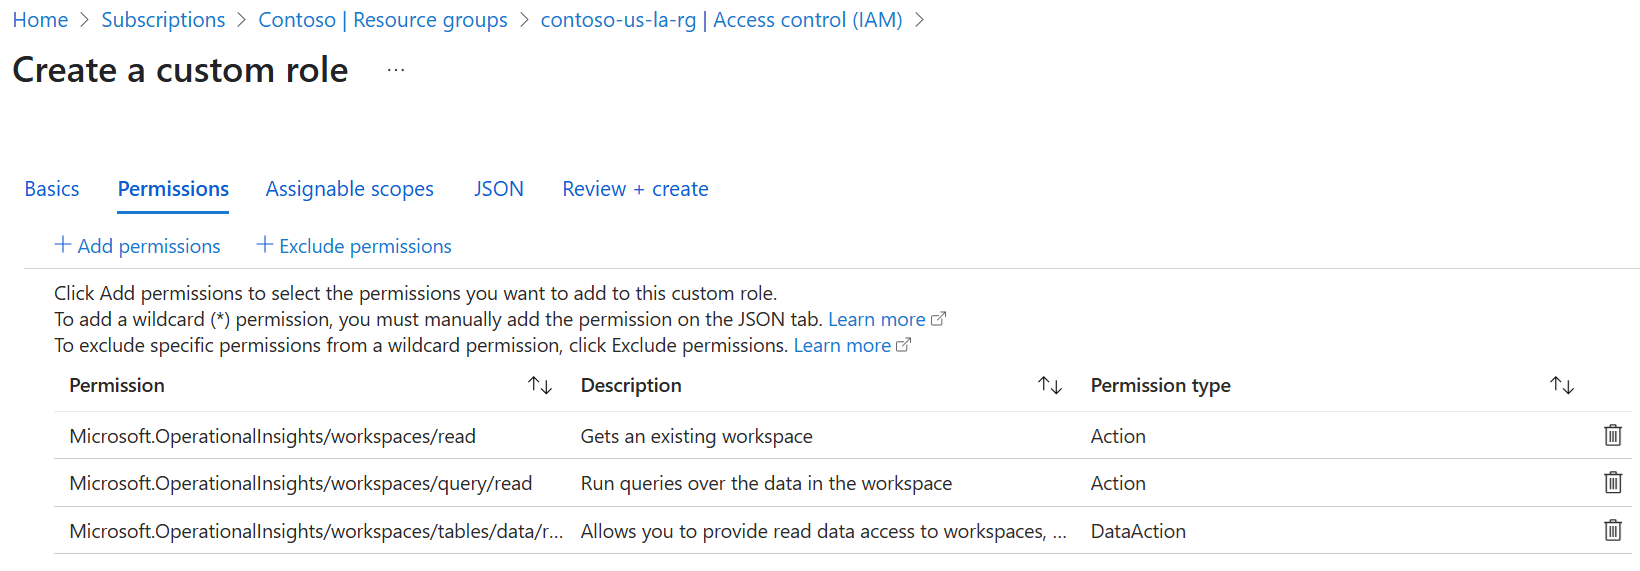 Home > Subscriptions > Contoso | Resource groups > contoso-us-la-rg | Access control (IAM) >
Create a custom role ...
Basics Permissions Assignable scopes JSON Review + create
+ Add permissions + Exclude permissions
Click Add permissions to select the permissions you want to add to this custom role.
To add a wildcard (*) permission, you must manually add the permission on the JSON tab. Learn more
To exclude specific permissions from a wildcard permission, click Exclude permissions. Learn more
Permission Description Permission type
Microsoft.OperationalInsights/workspaces/read Gets an existing workspace Action
Microsoft.OperationalInsights/workspaces/query/read Run queries over the data in the workspace Action
Microsoft.OperationalInsights/workspaces/tables/data/r... Allows you to provide read data access to workspaces, ... DataAction